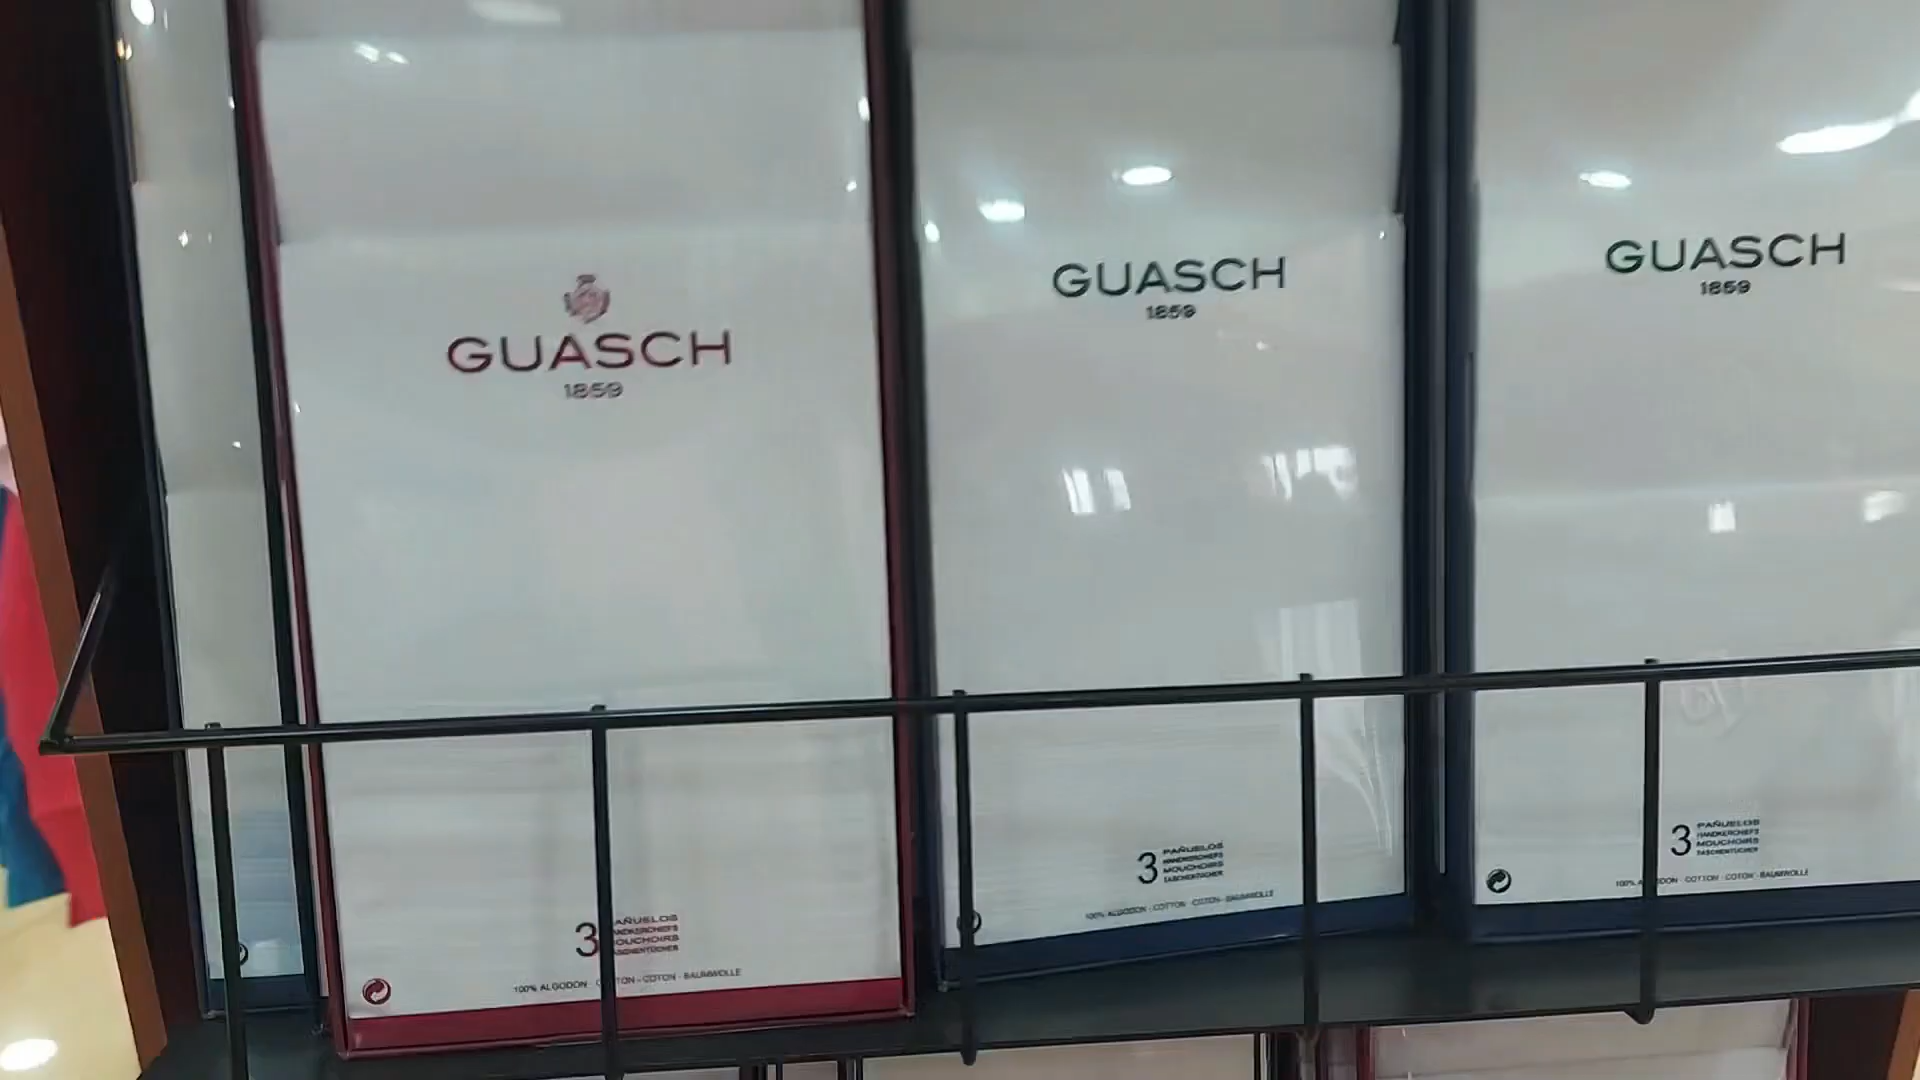 GUASCH
1859
3 PAÑUELOS
HANDKERCHIEFS
MOUCHOIRS
TASCHENTÜCHER
100% ALGODON - COTTON - COTON - BAUMWOLLE
GUASCH
1859
3 PAÑUELOS
HANDKERCHIEFS
MOUCHOIRS
TASCHENTÜCHER
100% ALGODON - COTTON - COTON - BAUMWOLLE
GUASCH
1859
3 PAÑUELOS
HANDKERCHIEFS
MOUCHOIRS
TASCHENTÜCHER
100% ALGODON - COTTON - COTON - BAUMWOLLE